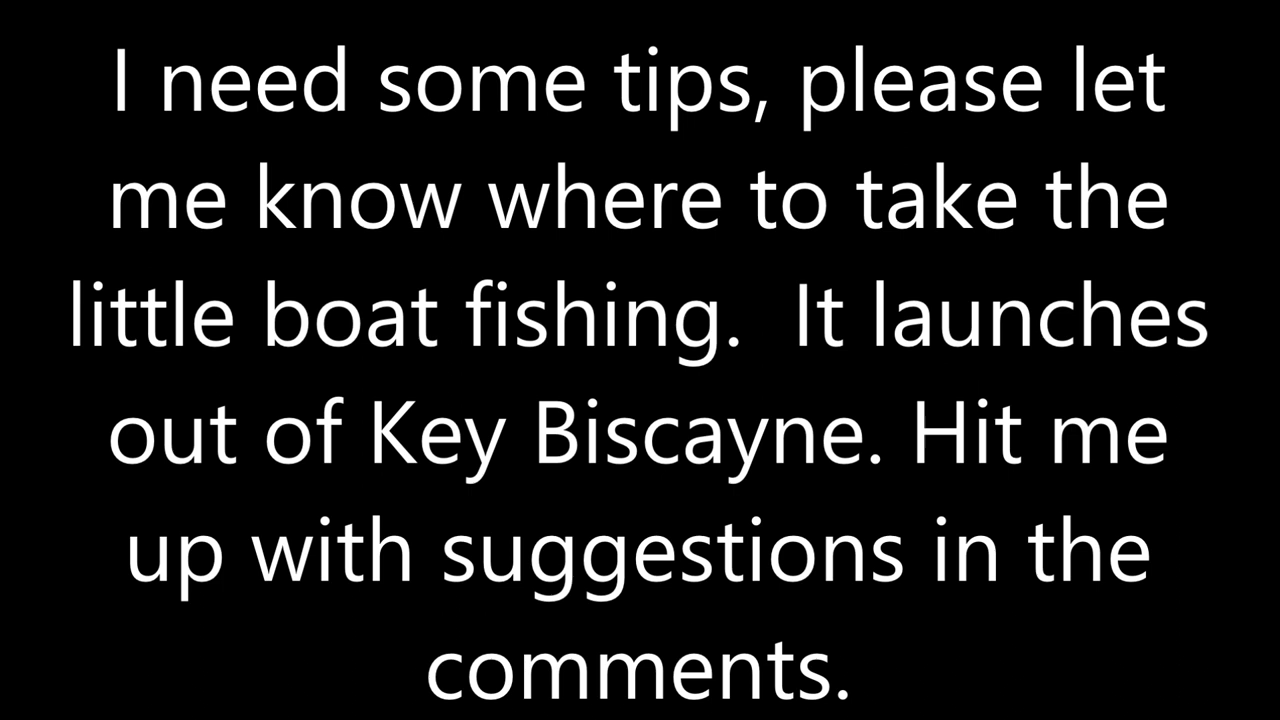 I need some tips, please let
me know where to take the
little boat fishing.  It launches
out of Key Biscayne. Hit me
up with suggestions in the
comments.